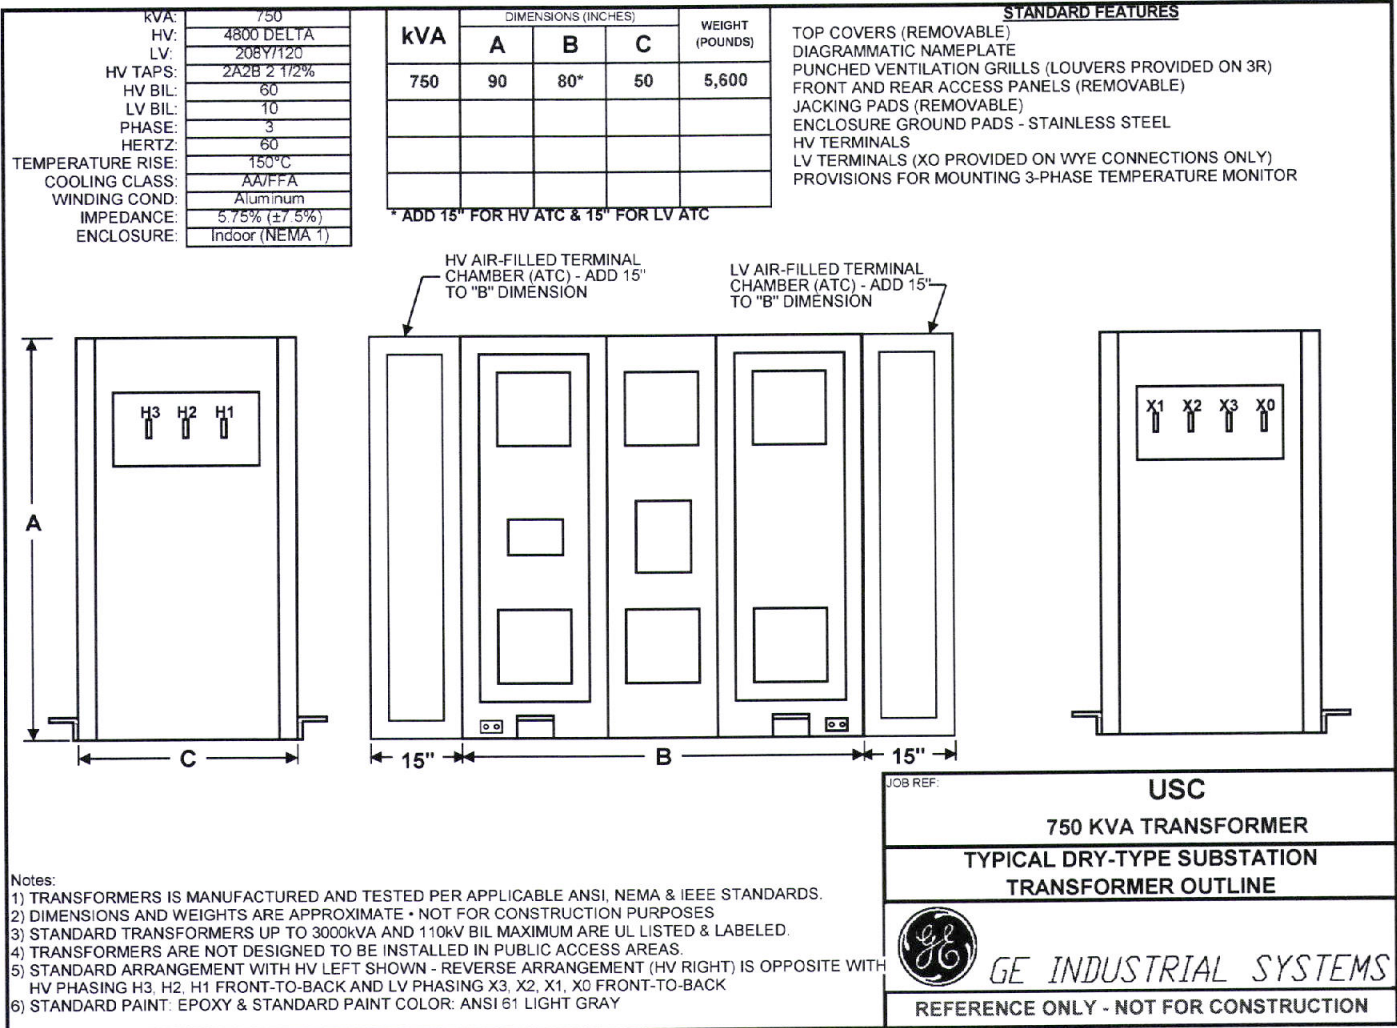 kVA: 750
HV: 4800 DELTA
LV: 208Y/120
HV TAPS: 2A2B 2 1/2%
HV BIL: 60
LV BIL: 10
PHASE: 3
HERTZ: 60
TEMPERATURE RISE: 150°C
COOLING CLASS: AA/FFA
WINDING COND: Aluminum
IMPEDANCE: 5.75% (±7.5%)
ENCLOSURE: Indoor (NEMA 1)
kVA
DIMENSIONS (INCHES)
WEIGHT
(POUNDS)
A B C
750 90 80* 50 5,600
* ADD 15" FOR HV ATC & 15" FOR LV ATC
STANDARD FEATURES
TOP COVERS (REMOVABLE)
DIAGRAMMATIC NAMEPLATE
PUNCHED VENTILATION GRILLS (LOUVERS PROVIDED ON 3R)
FRONT AND REAR ACCESS PANELS (REMOVABLE)
JACKING PADS (REMOVABLE)
ENCLOSURE GROUND PADS - STAINLESS STEEL
HV TERMINALS
LV TERMINALS (XO PROVIDED ON WYE CONNECTIONS ONLY)
PROVISIONS FOR MOUNTING 3-PHASE TEMPERATURE MONITOR
HV AIR-FILLED TERMINAL
CHAMBER (ATC) - ADD 15"
TO "B" DIMENSION
LV AIR-FILLED TERMINAL
CHAMBER (ATC) - ADD 15"
TO "B" DIMENSION
H3 H2 H1
X1 X2 X3 X0
A
C
15" B 15"
JOB REF:
USC
750 KVA TRANSFORMER
TYPICAL DRY-TYPE SUBSTATION
TRANSFORMER OUTLINE
GE
GE INDUSTRIAL SYSTEMS
REFERENCE ONLY - NOT FOR CONSTRUCTION
Notes:
1) TRANSFORMERS IS MANUFACTURED AND TESTED PER APPLICABLE ANSI, NEMA & IEEE STANDARDS.
2) DIMENSIONS AND WEIGHTS ARE APPROXIMATE • NOT FOR CONSTRUCTION PURPOSES
3) STANDARD TRANSFORMERS UP TO 3000kVA AND 110kV BIL MAXIMUM ARE UL LISTED & LABELED.
4) TRANSFORMERS ARE NOT DESIGNED TO BE INSTALLED IN PUBLIC ACCESS AREAS.
5) STANDARD ARRANGEMENT WITH HV LEFT SHOWN - REVERSE ARRANGEMENT (HV RIGHT) IS OPPOSITE WITH
HV PHASING H3, H2, H1 FRONT-TO-BACK AND LV PHASING X3, X2, X1, X0 FRONT-TO-BACK
6) STANDARD PAINT: EPOXY & STANDARD PAINT COLOR: ANSI 61 LIGHT GRAY